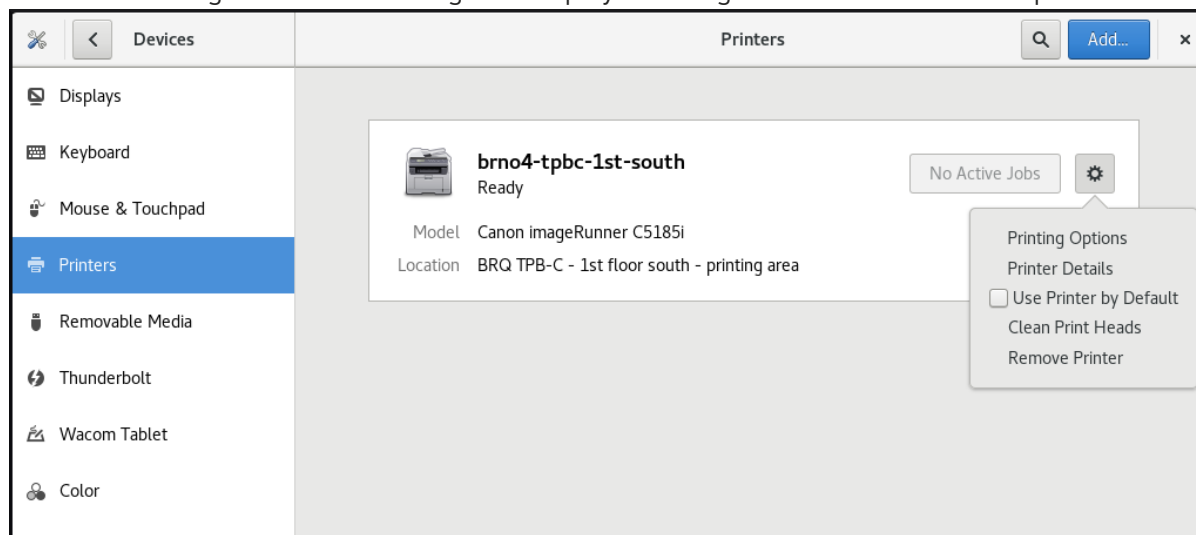 Devices
Printers
Add...
Displays
Keyboard
Mouse & Touchpad
Printers
Removable Media
Thunderbolt
Wacom Tablet
Color
brno4-tpbc-1st-south
Ready
No Active Jobs
Model Canon imageRunner C5185i
Location BRQ TPB-C - 1st floor south - printing area
Printing Options
Printer Details
Use Printer by Default
Clean Print Heads
Remove Printer